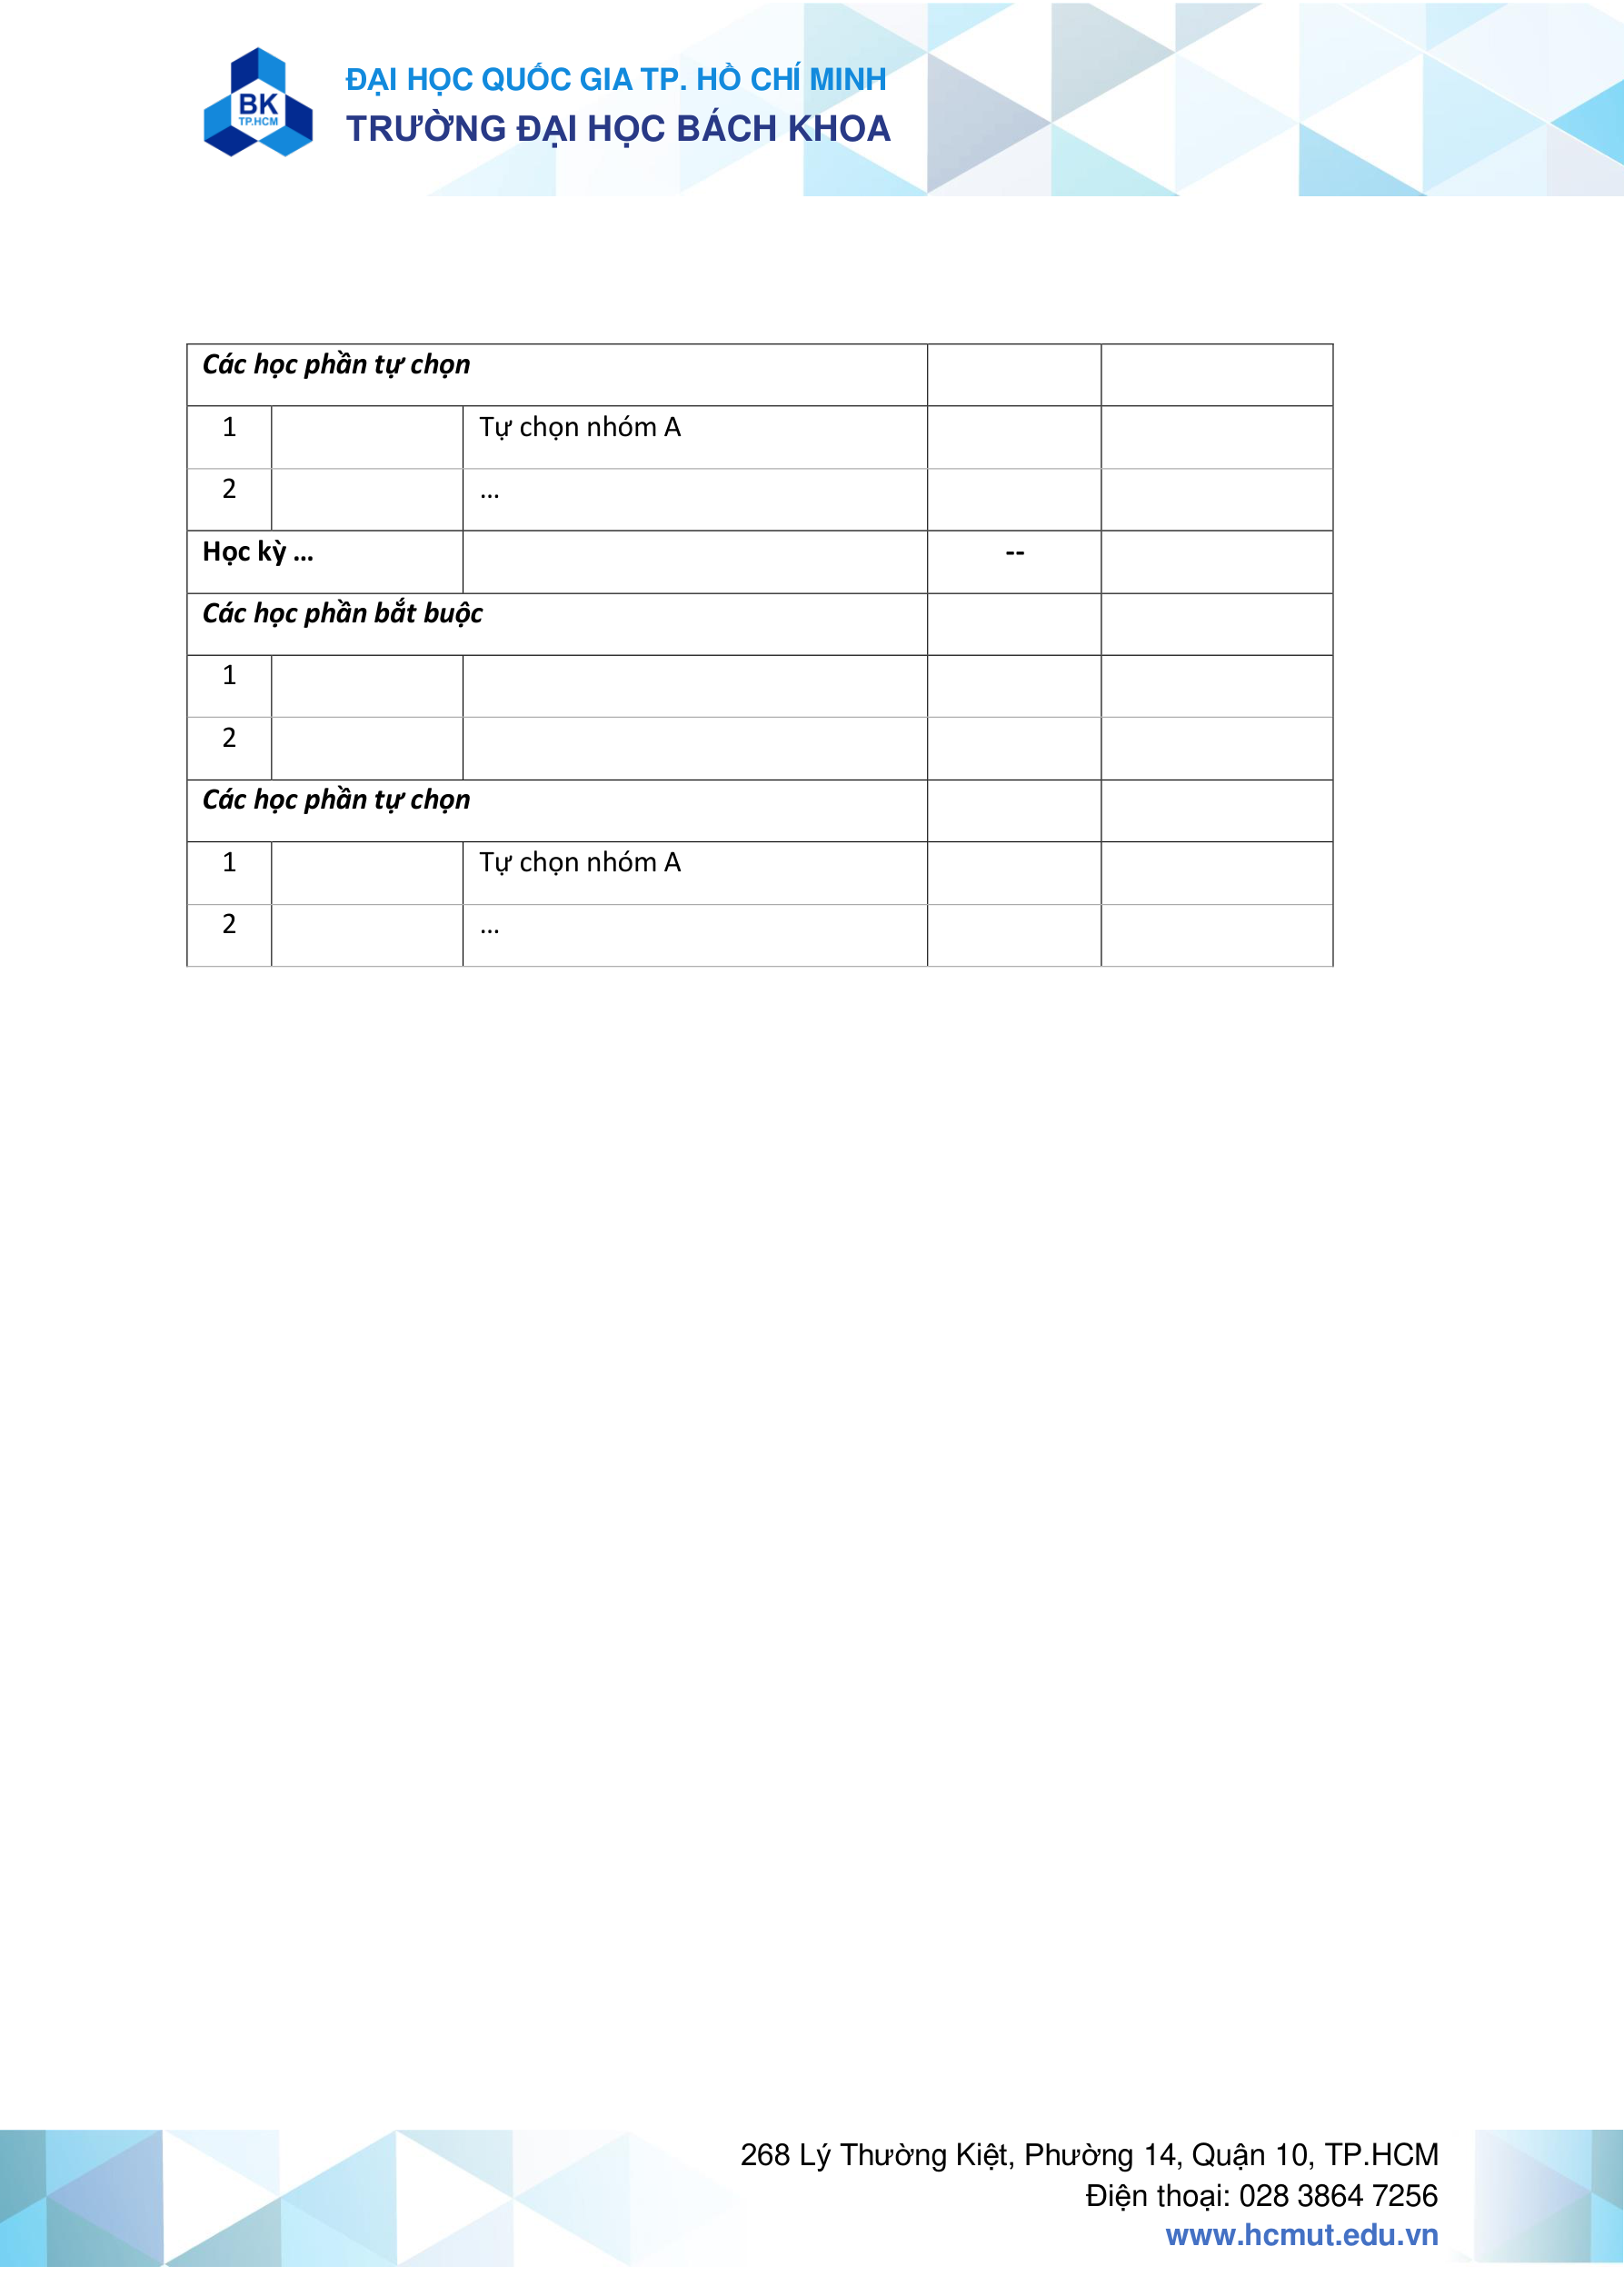 BK
TP.HCM
ĐẠI HỌC QUỐC GIA TP. HỒ CHÍ MINH
TRƯỜNG ĐẠI HỌC BÁCH KHOA
Các học phần tự chọn
1 Tự chọn nhóm A
2 ...
Học kỳ ... --
Các học phần bắt buộc
1
2
Các học phần tự chọn
1 Tự chọn nhóm A
2 ...
268 Lý Thường Kiệt, Phường 14, Quận 10, TP.HCM
Điện thoại: 028 3864 7256
www.hcmut.edu.vn